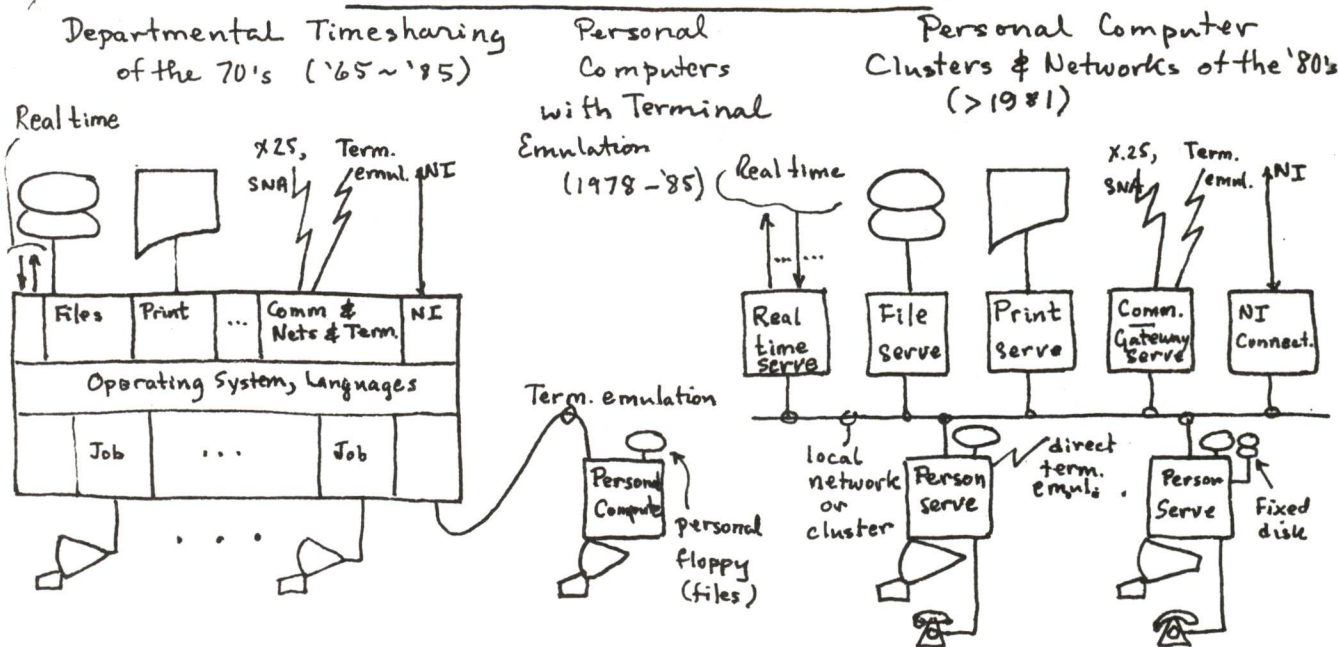 Departmental Timesharing
of the 70's ('65~'85)
Personal
Computers
with Terminal
Emulation
(1978-'85)
Personal Computer
Clusters & Networks of the '80's
(>1981)
Real time
X25,
SNA
Term.
emul.
NI
Files
Print
...
Comm &
Nets & Term.
NI
Operating System, Languages
Job
...
Job
. . .
Term. emulation
Personal
Compute
personal
floppy
(files)
Real time
... ...
X.25,
SNA
Term.
emul.
NI
Real
time
serve
File
Serve
Print
Serve
Comm.
Gateway
Serve
NI
Connect.
local
network
or
cluster
Person
serve
direct
term.
emul.
Person
Serve
Fixed
disk